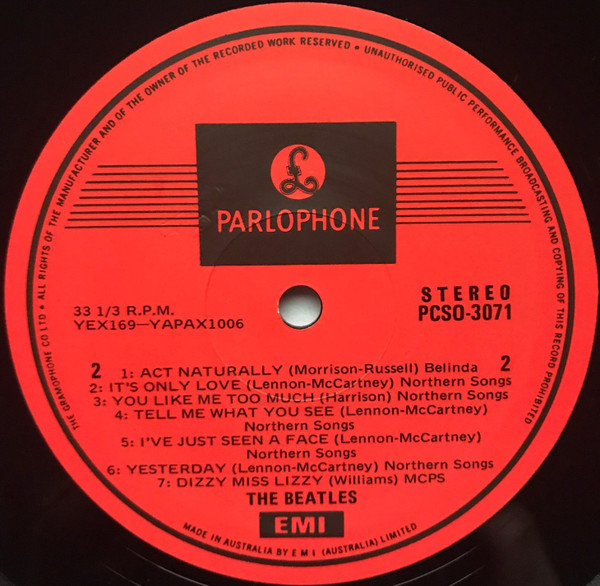 THE GRAMOPHONE CO LTD • ALL RIGHTS OF THE MANUFACTURER AND OF THE OWNER OF THE RECORDED WORK RESERVED • UNAUTHORISED PUBLIC PERFORMANCE BROADCASTING AND COPYING OF THIS RECORD PROHIBITED
£
PARLOPHONE
33 1/3 R.P.M.
YEX169—YAPAX1006
STEREO
PCSO-3071
2
2
1: ACT NATURALLY (Morrison-Russell) Belinda
2: IT'S ONLY LOVE (Lennon-McCartney) Northern Songs
3: YOU LIKE ME TOO MUCH (Harrison) Northern Songs
4: TELL ME WHAT YOU SEE (Lennon-McCartney)
Northern Songs
5: I'VE JUST SEEN A FACE (Lennon-McCartney)
Northern Songs
6: YESTERDAY (Lennon-McCartney) Northern Songs
7: DIZZY MISS LIZZY (Williams) MCPS
THE BEATLES
EMI
MADE IN AUSTRALIA BY E M I (AUSTRALIA) LIMITED